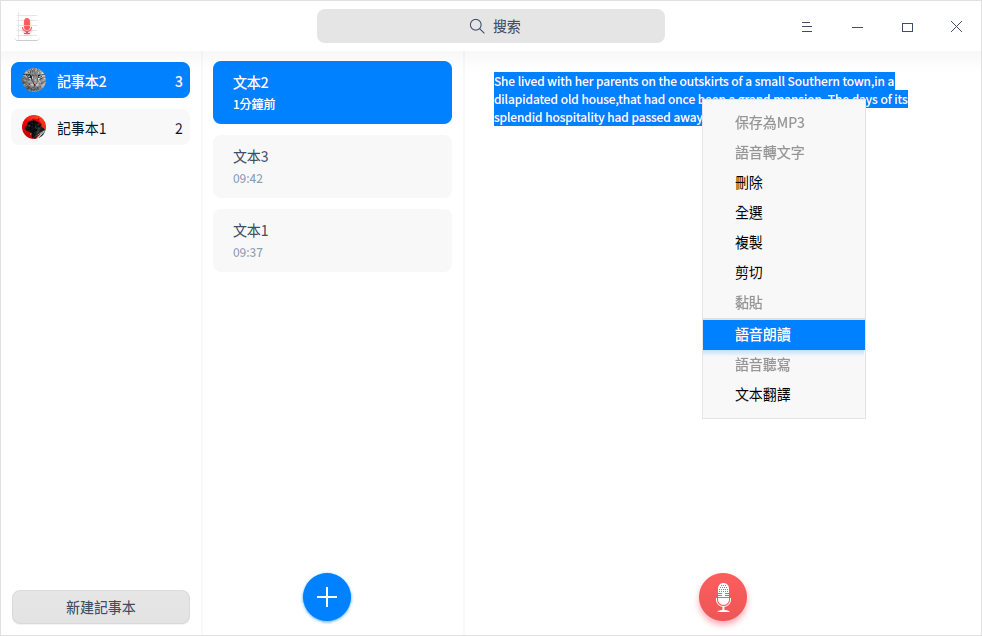 搜索
記事本2 3
記事本1 2
新建記事本
文本2
1分鐘前
文本3
09:42
文本1
09:37
She lived with her parents on the outskirts of a small Southern town,in a
dilapidated old house,that had once been a grand mansion. The days of its
splendid hospitality had passed away
保存為MP3
語音轉文字
刪除
全選
複製
剪切
黏貼
語音朗讀
語音聽寫
文本翻譯